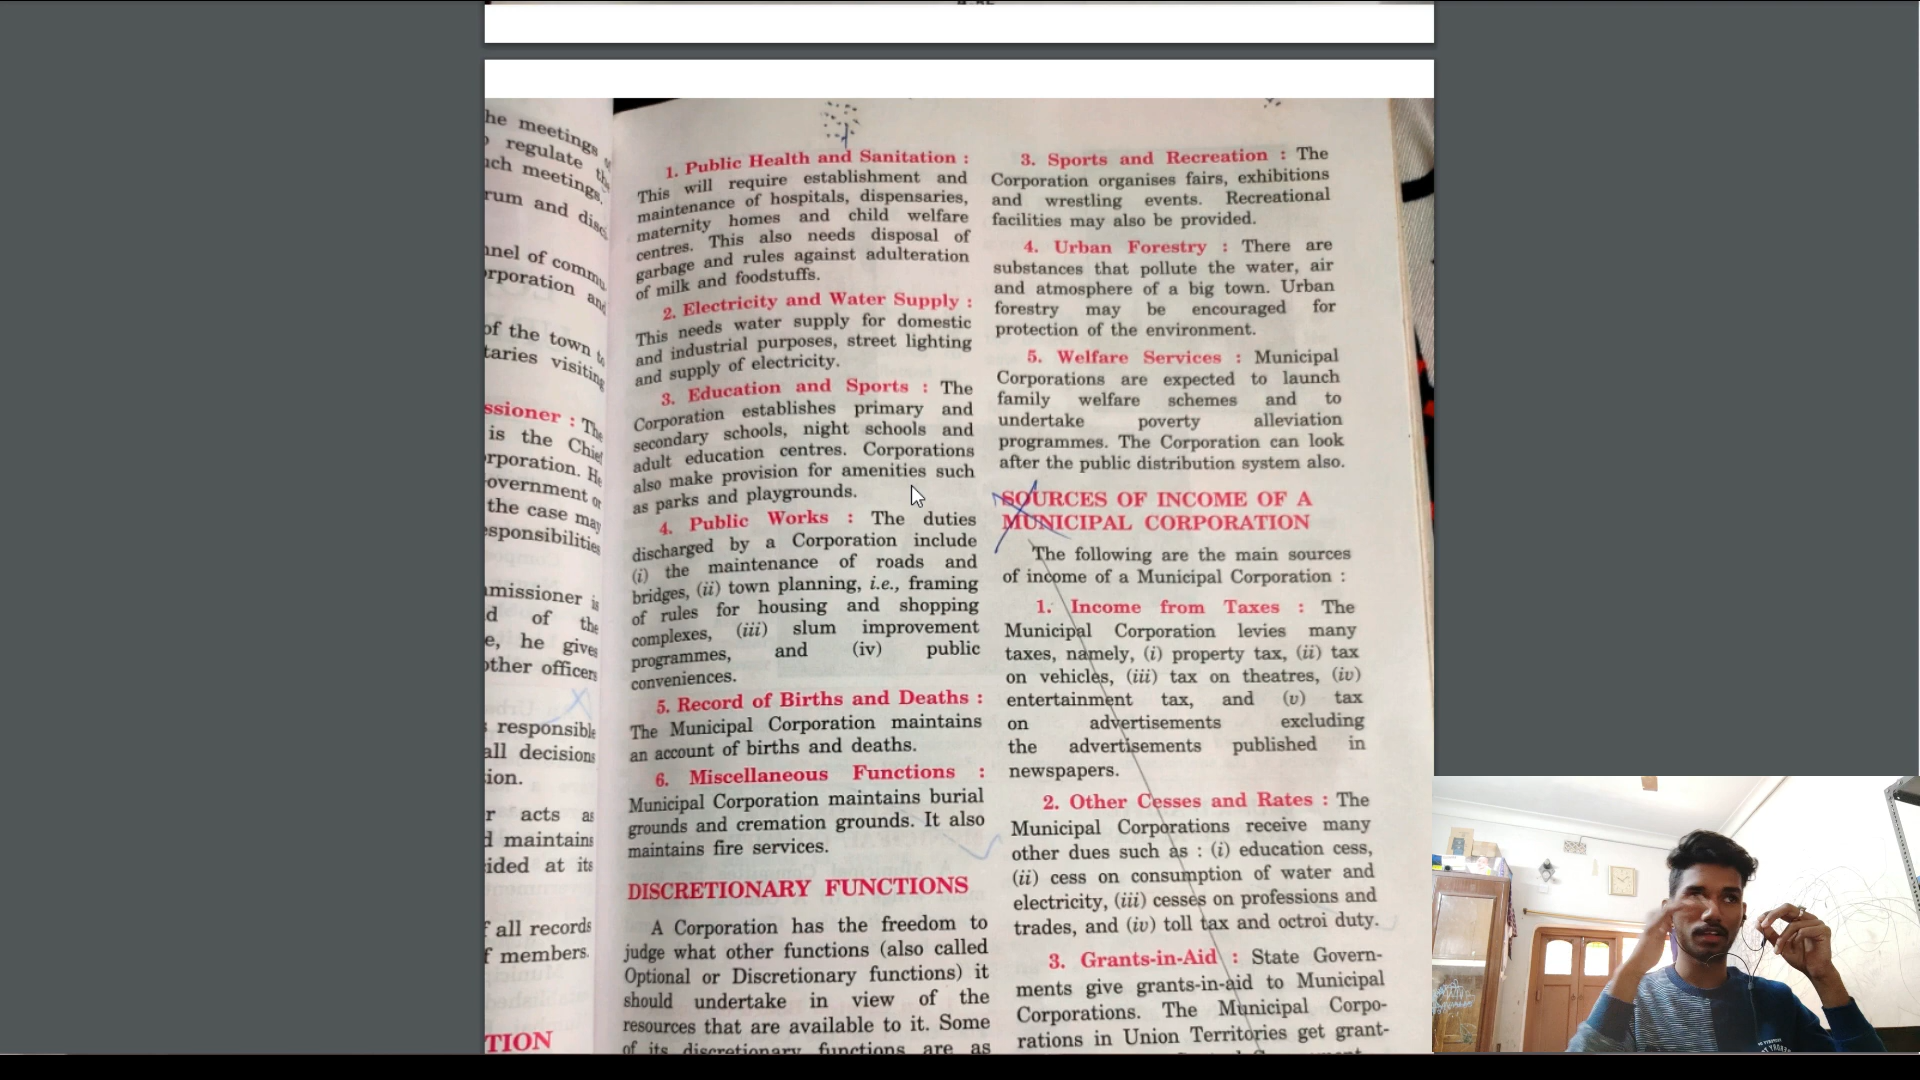 he meetings
regulate
ch meetings,
rum and disc
nnel of commu
rporation and
of the town to
taries visiting
ssioner : The
is the Chief
rporation. He
overnment or
the case may
sponsibilities
missioner is
d of the
e, he gives
other officers
responsible
all decisions
ion.
r acts as
d maintains
ided at its
f all records
f members.
TION
1. Public Health and Sanitation :
This will require establishment and
maintenance of hospitals, dispensaries,
maternity homes and child welfare
centres. This also needs disposal of
garbage and rules against adulteration
of milk and foodstuffs.
2. Electricity and Water Supply :
This needs water supply for domestic
and industrial purposes, street lighting
and supply of electricity.
3. Education and Sports : The
Corporation establishes primary and
secondary schools, night schools and
adult education centres. Corporations
also make provision for amenities such
as parks and playgrounds.
4. Public Works : The duties
discharged by a Corporation include
(i) the maintenance of roads and
bridges, (ii) town planning, i.e., framing
of rules for housing and shopping
complexes, (iii) slum improvement
programmes, and (iv) public
conveniences.
5. Record of Births and Deaths :
The Municipal Corporation maintains
an account of births and deaths.
6. Miscellaneous Functions :
Municipal Corporation maintains burial
grounds and cremation grounds. It also
maintains fire services.
DISCRETIONARY FUNCTIONS
A Corporation has the freedom to
judge what other functions (also called
Optional or Discretionary functions) it
should undertake in view of the
resources that are available to it. Some
of its discretionary functions are as
3. Sports and Recreation : The
Corporation organises fairs, exhibitions
and wrestling events. Recreational
facilities may also be provided.
4. Urban Forestry : There are
substances that pollute the water, air
and atmosphere of a big town. Urban
forestry may be encouraged for
protection of the environment.
5. Welfare Services : Municipal
Corporations are expected to launch
family welfare schemes and to
undertake poverty alleviation
programmes. The Corporation can look
after the public distribution system also.
SOURCES OF INCOME OF A
MUNICIPAL CORPORATION
The following are the main sources
of income of a Municipal Corporation :
1. Income from Taxes : The
Municipal Corporation levies many
taxes, namely, (i) property tax, (ii) tax
on vehicles, (iii) tax on theatres, (iv)
entertainment tax, and (v) tax
on advertisements excluding
the advertisements published in
newspapers.
2. Other Cesses and Rates : The
Municipal Corporations receive many
other dues such as : (i) education cess,
(ii) cess on consumption of water and
electricity, (iii) cesses on professions and
trades, and (iv) toll tax and octroi duty.
3. Grants-in-Aid : State Govern-
ments give grants-in-aid to Municipal
Corporations. The Municipal Corpo-
rations in Union Territories get grant-